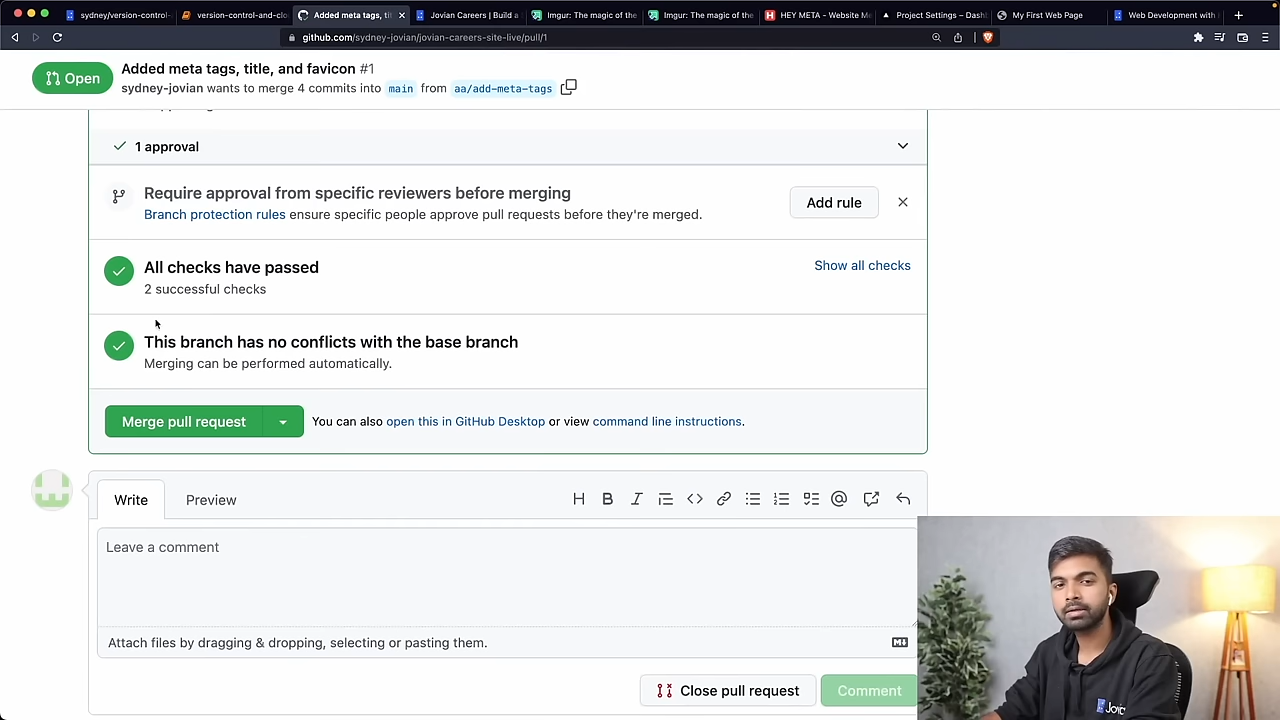 sydney/version-control-
version-control-and-clo
Added meta tags, ti
Jovian Careers | Build a
Imgur: The magic of the
Imgur: The magic of the
HEY META - Website Me
Project Settings – Dash
My First Web Page
Web Development with
github.com/sydney-jovian/jovian-careers-site-live/pull/1
Open
Added meta tags, title, and favicon #1
sydney-jovian wants to merge 4 commits into main from aa/add-meta-tags
1 approval
Require approval from specific reviewers before merging
Branch protection rules ensure specific people approve pull requests before they're merged.
Add rule
All checks have passed
2 successful checks
Show all checks
This branch has no conflicts with the base branch
Merging can be performed automatically.
Merge pull request
You can also open this in GitHub Desktop or view command line instructions.
Write
Preview
Leave a comment
Attach files by dragging & dropping, selecting or pasting them.
Close pull request
Comment